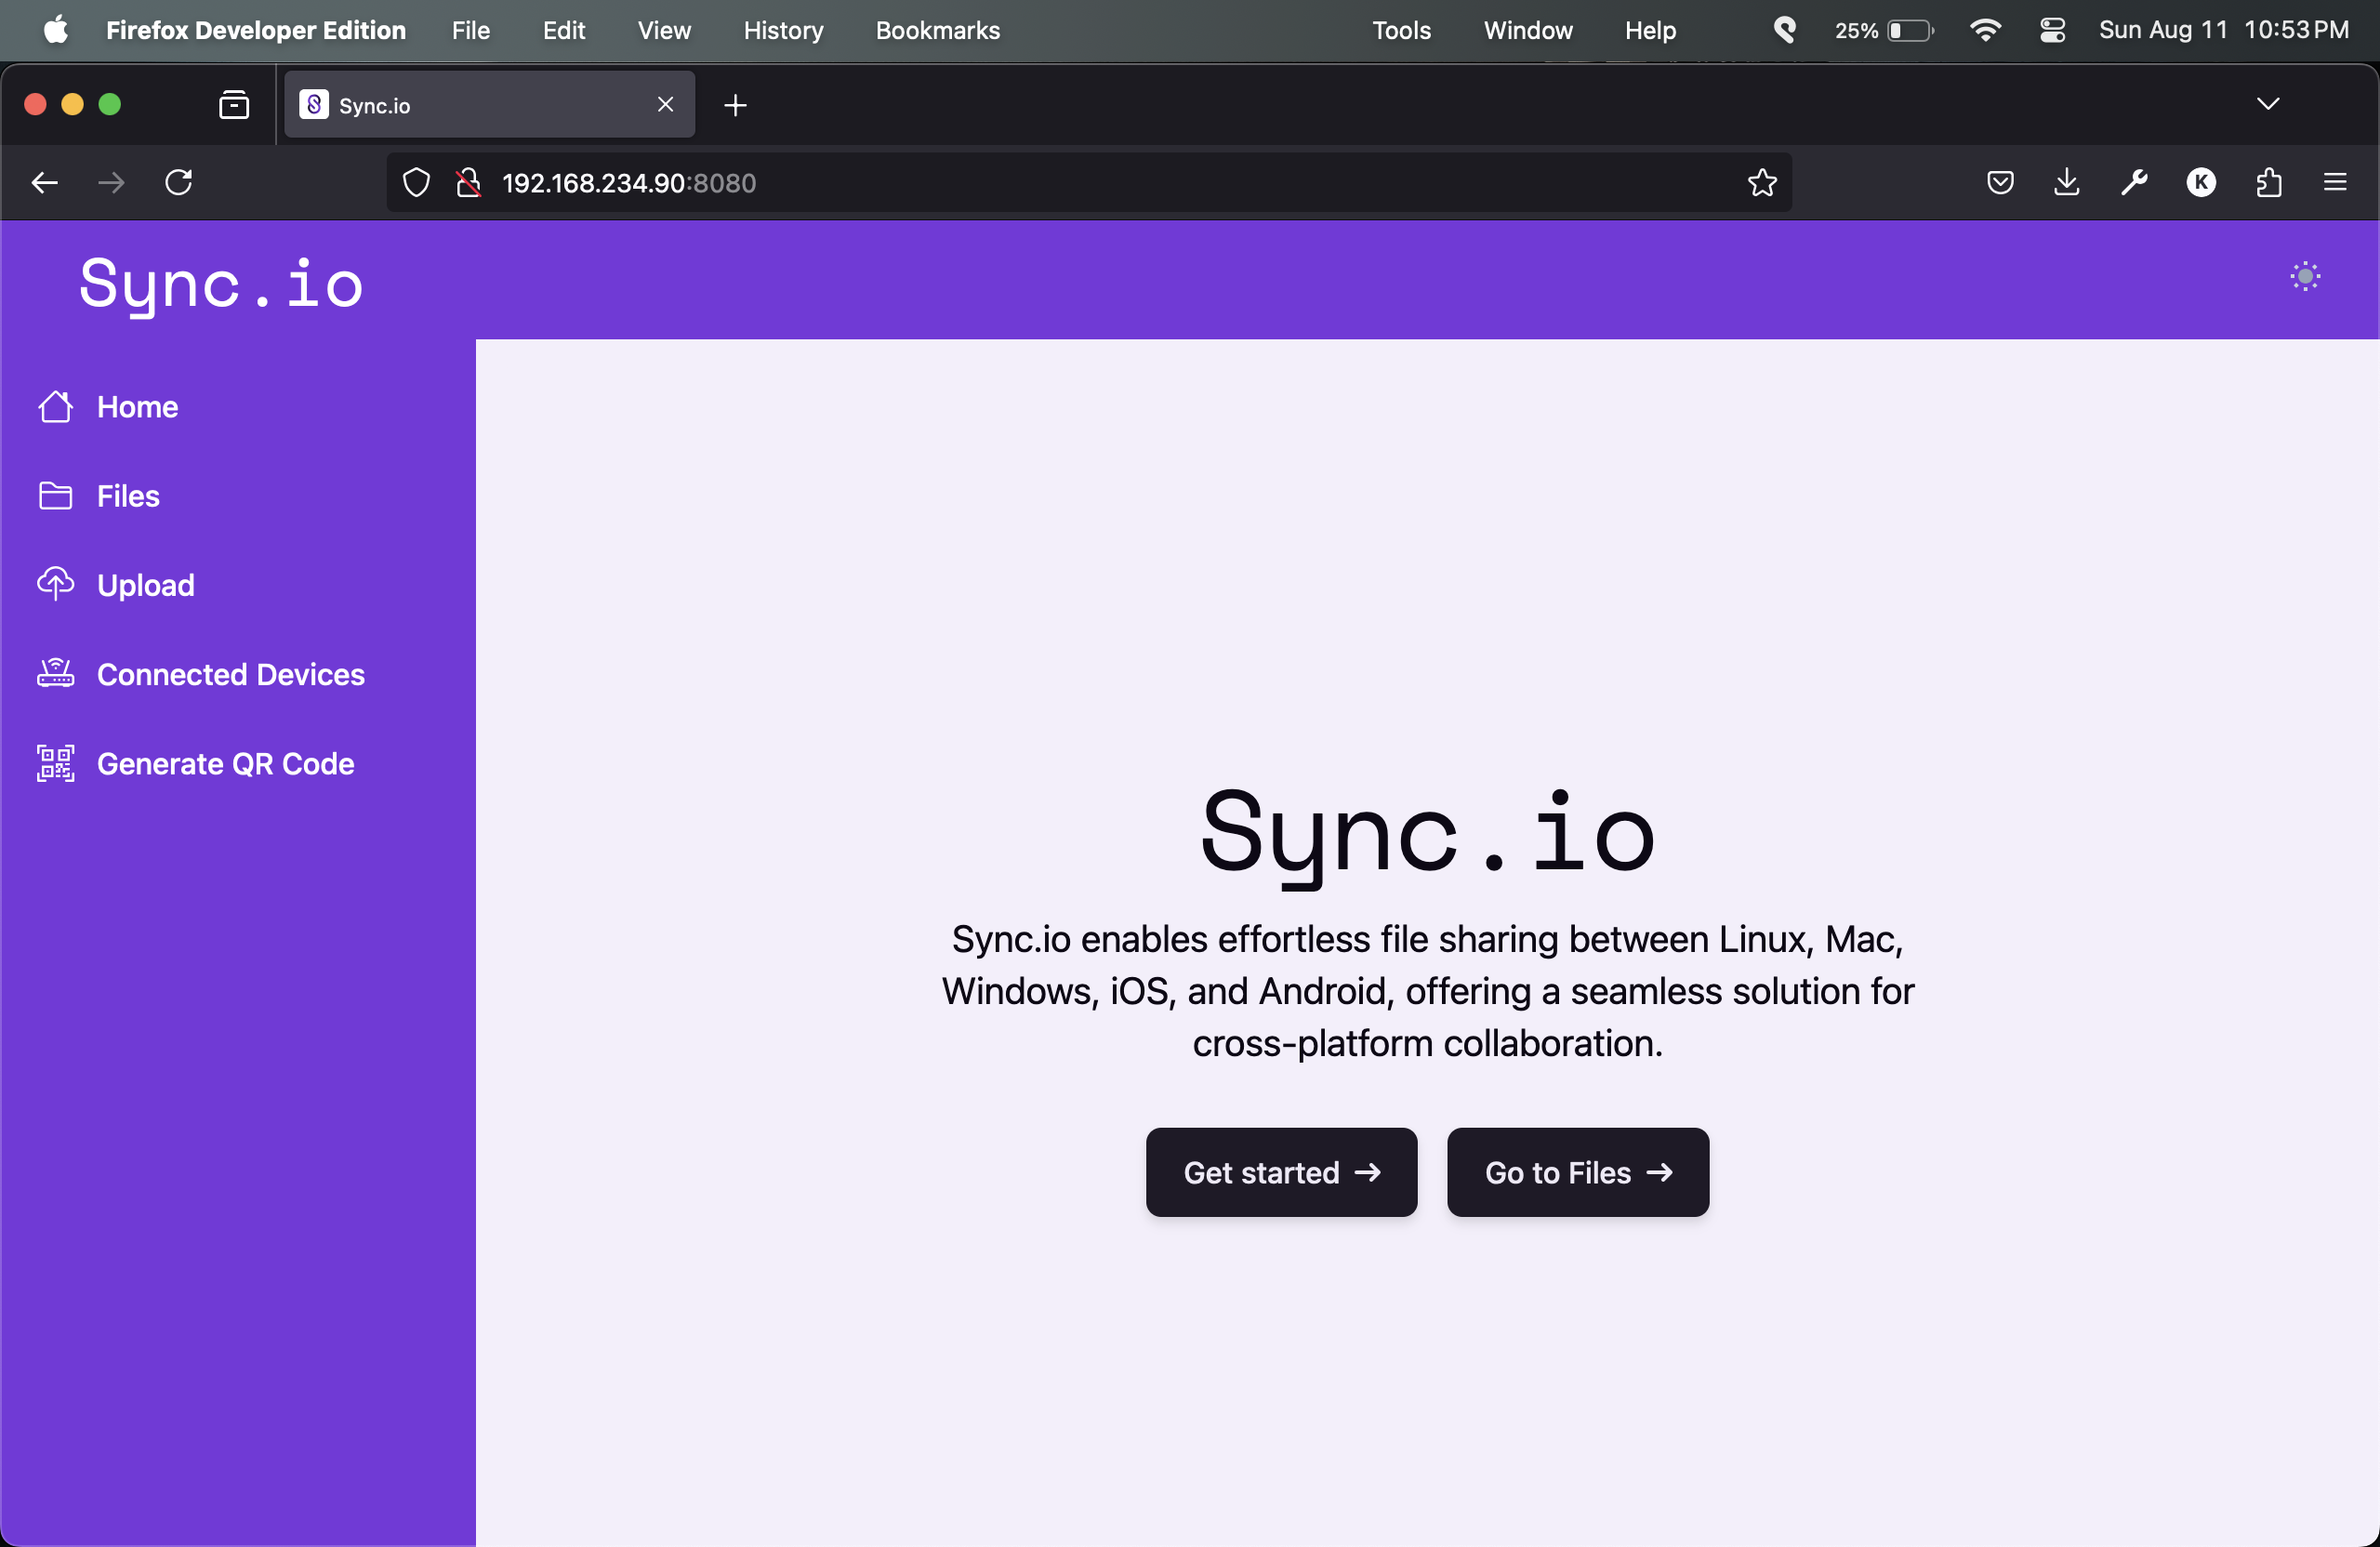 Firefox Developer Edition File Edit View History Bookmarks Tools Window Help 25% Sun Aug 11 10:53 PM
Sync.io
192.168.234.90:8080
K
Sync.io
Home
Files
Upload
Connected Devices
Generate QR Code
Sync.io
Sync.io enables effortless file sharing between Linux, Mac,
Windows, iOS, and Android, offering a seamless solution for
cross-platform collaboration.
Get started → Go to Files →